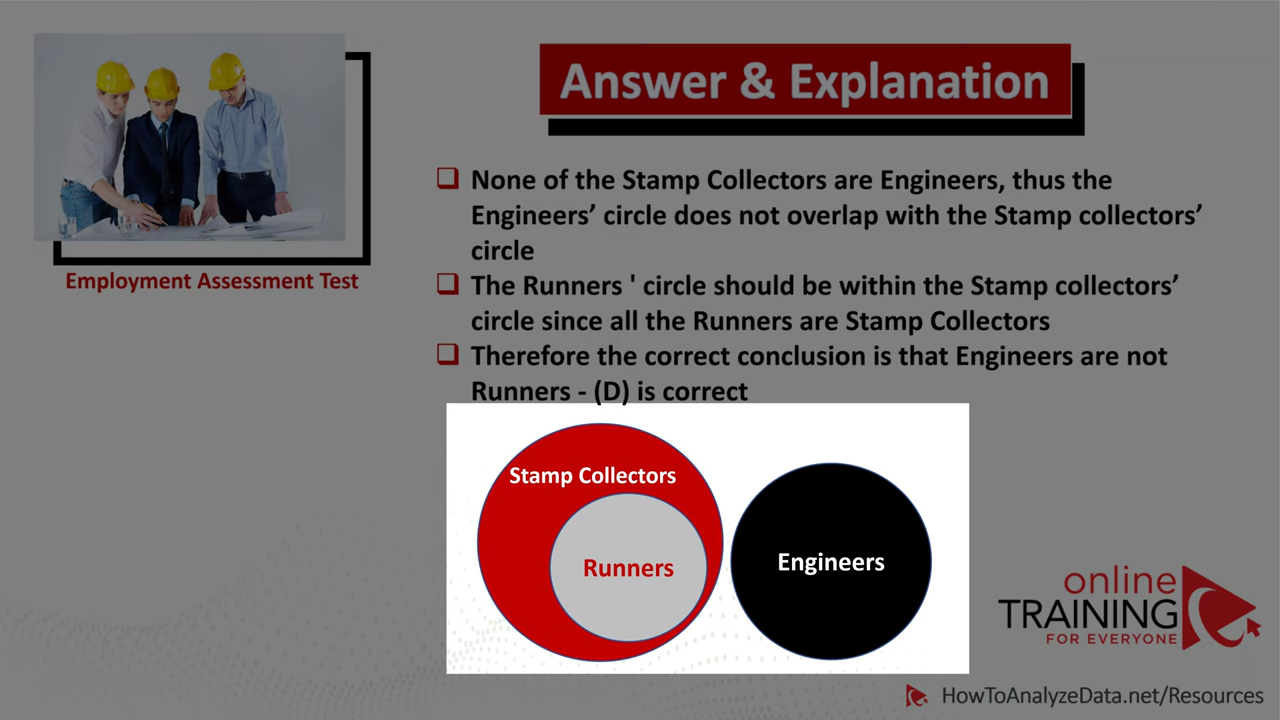 Answer & Explanation
❑ None of the Stamp Collectors are Engineers, thus the
Engineers’ circle does not overlap with the Stamp collectors’
circle
❑ The Runners ' circle should be within the Stamp collectors’
circle since all the Runners are Stamp Collectors
❑ Therefore the correct conclusion is that Engineers are not
Runners - (D) is correct
Employment Assessment Test
Stamp Collectors
Runners
Engineers
online
TRAINING
FOR EVERYONE
HowToAnalyzeData.net/Resources